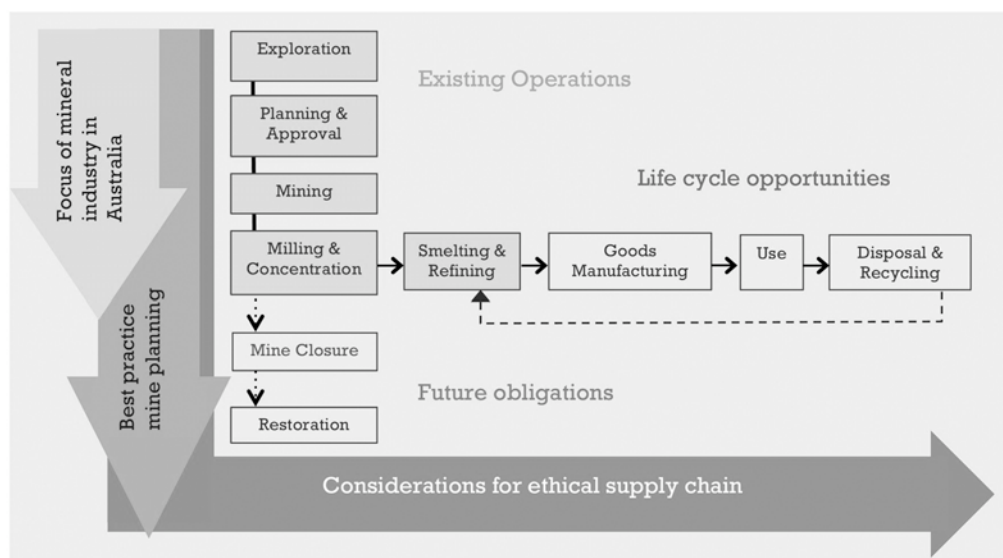 Focus of mineral
industry in
Australia
Best practice
mine planning
Exploration
Existing Operations
Planning &
Approval
Mining
Life cycle opportunities
Milling &
Concentration
Smelting &
Refining
Goods
Manufacturing
Use
Disposal &
Recycling
Mine Closure
Future obligations
Restoration
Considerations for ethical supply chain